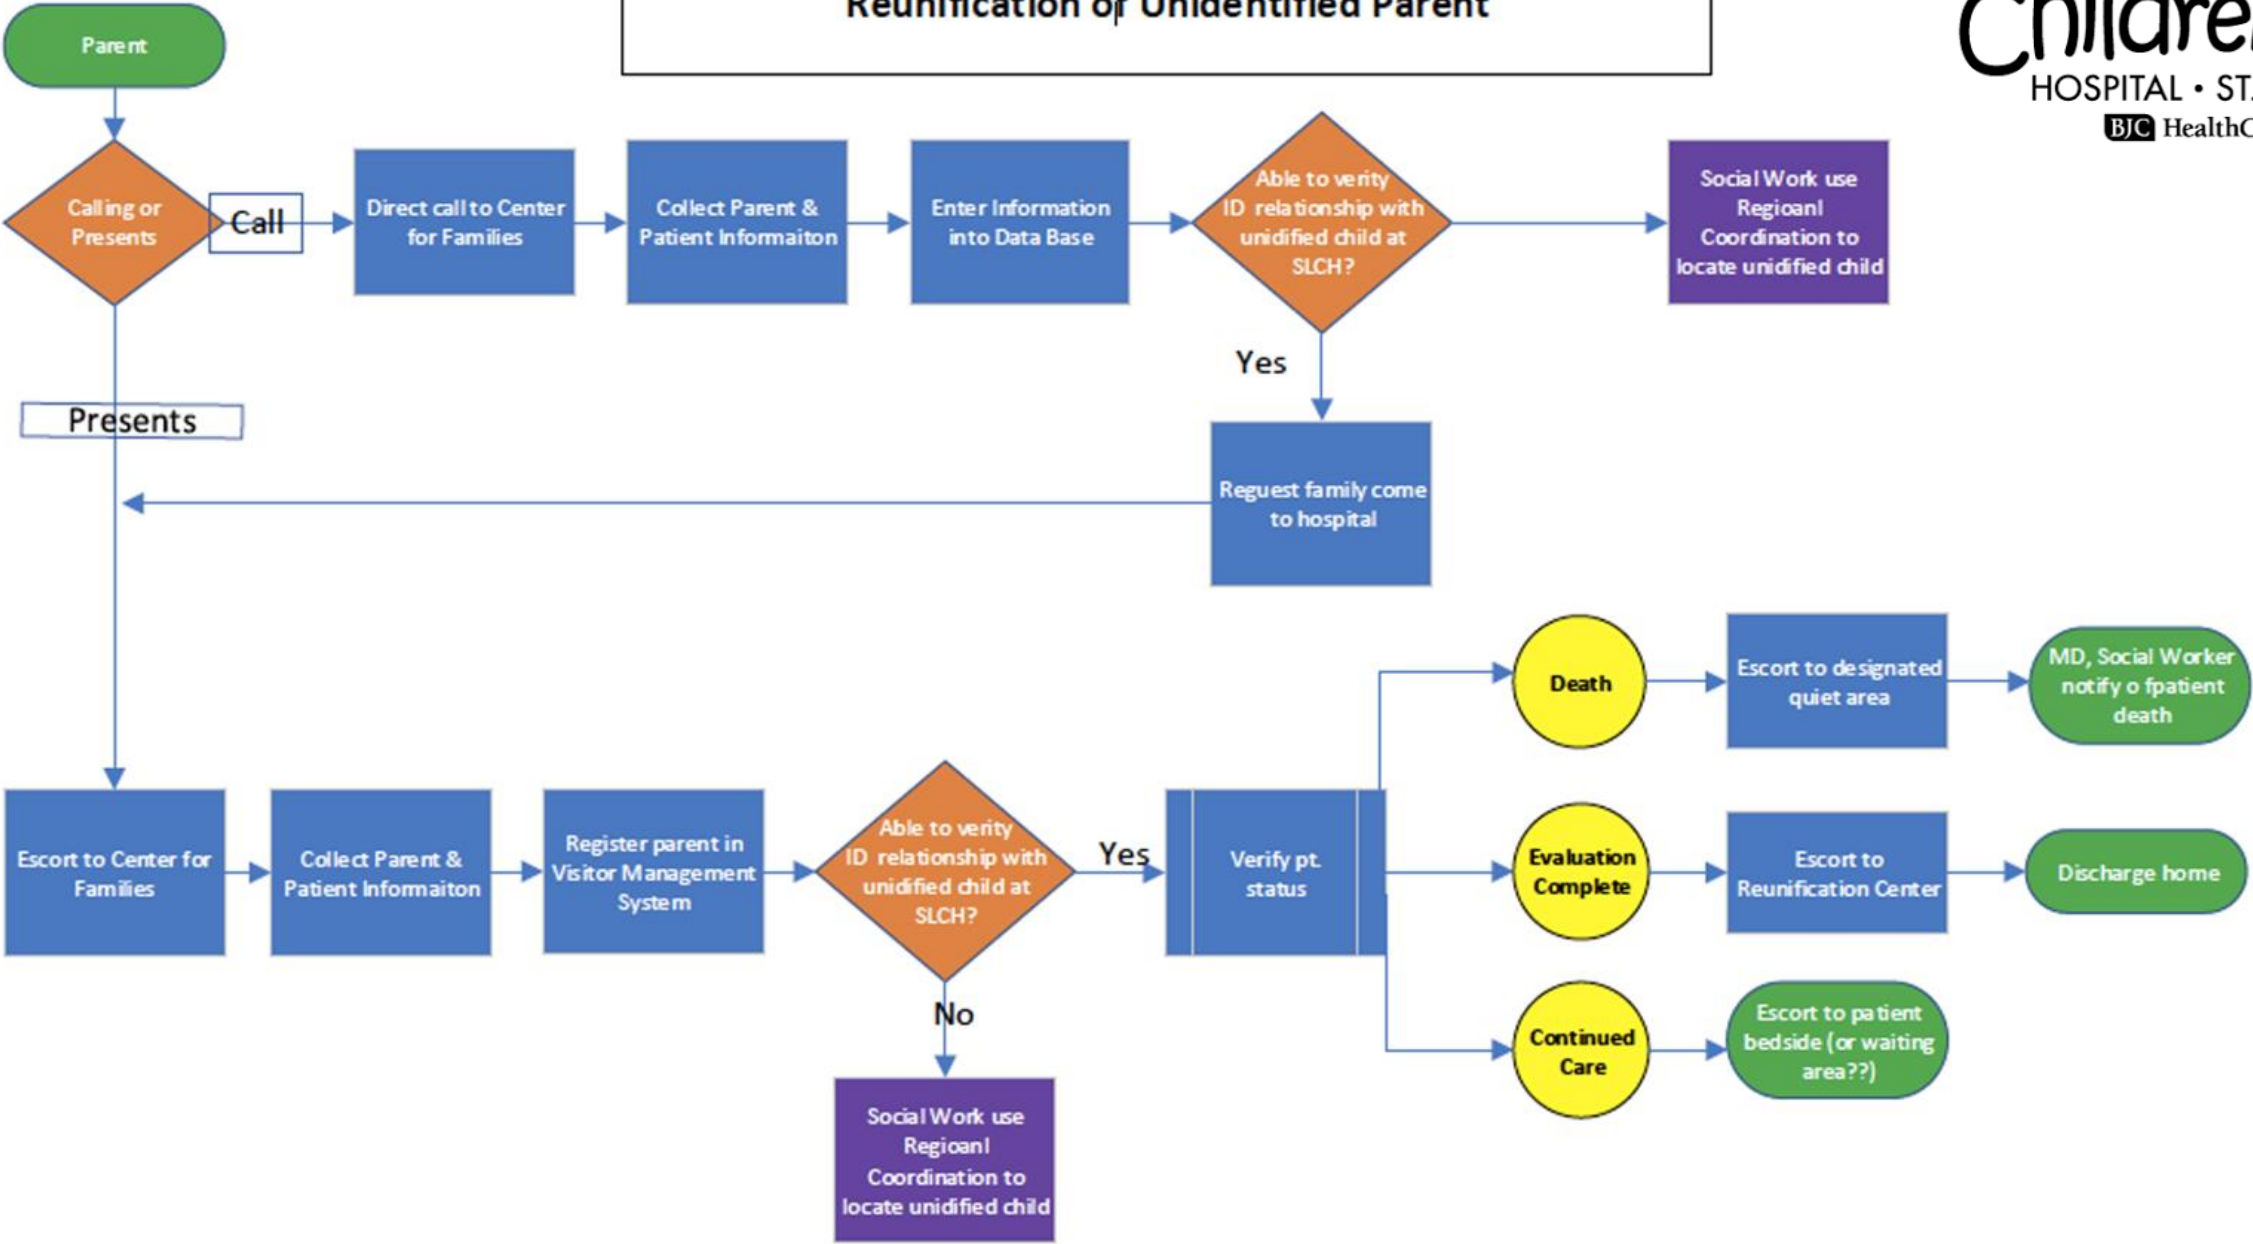 Reunification of Unidentified Parent
HOSPITAL • ST.
BJC
Parent
Calling or
Presents
Call
Direct call to Center
for Families
Collect Parent &
Patient Informaiton
Enter Information
into Data Base
Able to verity
ID relationship with
unidified child at
SLCH?
Social Work use
Regioanl
Coordination to
locate unidified child
Yes
Presents
Reguest family come
to hospital
Death
Escort to designated
quiet area
MD, Social Worker
notify o fpatient
death
Escort to Center for
Families
Collect Parent &
Patient Informaiton
Register parent in
Visitor Management
System
Able to verity
ID relationship with
unidified child at
SLCH?
Yes
Verify pt.
status
Evaluation
Complete
Escort to
Reunification Center
Discharge home
No
Continued
Care
Escort to patient
bedside (or waiting
area??)
Social Work use
Regioanl
Coordination to
locate unidified child